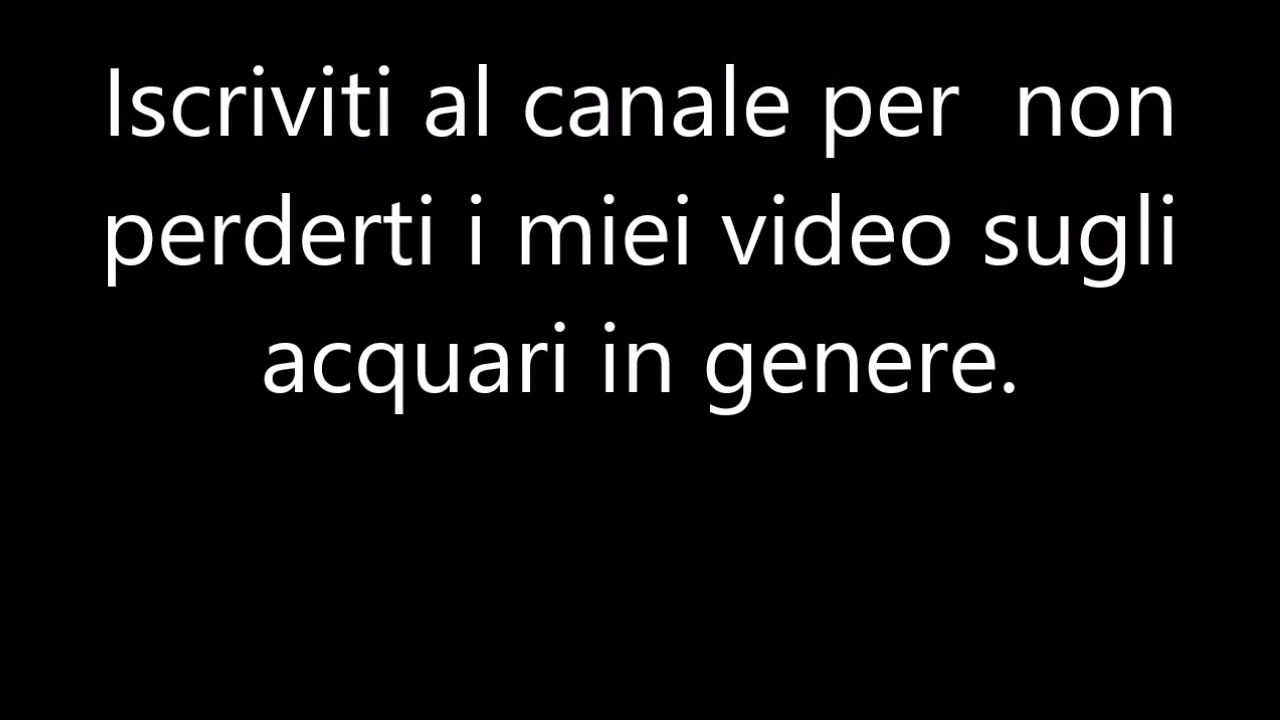 Iscriviti al canale per  non
perderti i miei video sugli
acquari in genere.